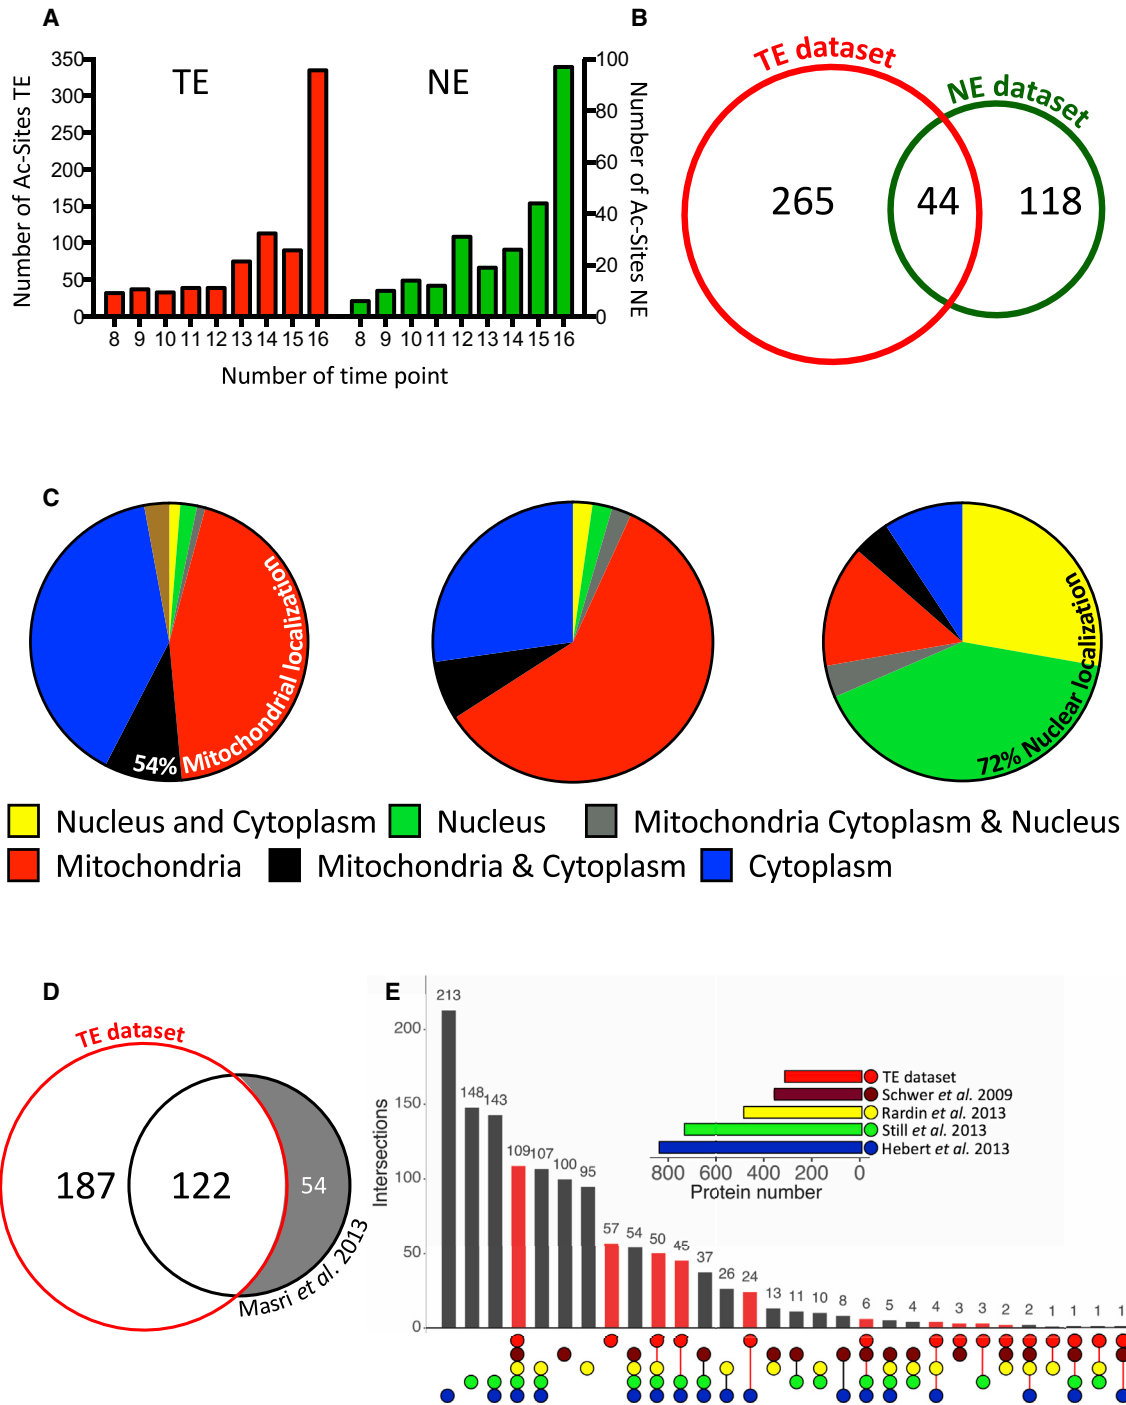 A
TE
NE
Number of Ac-Sites TE
350
300
250
200
150
100
50
0
100
80
60
40
20
0
Number of Ac-Sites NE
8 9 10 11 12 13 14 15 16
8 9 10 11 12 13 14 15 16
Number of time point
B
TE dataset
NE dataset
265
44
118
C
54% Mitochondrial localization
72% Nuclear localization
Nucleus and Cytoplasm
Nucleus
Mitochondria Cytoplasm & Nucleus
Mitochondria
Mitochondria & Cytoplasm
Cytoplasm
D
TE dataset
187
122
54
Masri et al. 2013
E
Intersections
200
150
100
50
0
213
148
143
109
107
100
95
57
54
50
45
37
26
24
13
11
10
8
6
5
4
4
3
3
2
2
1
1
1
1
TE dataset
Schwer et al. 2009
Rardin et al. 2013
Still et al. 2013
Hebert et al. 2013
800 600 400 200 0
Protein number